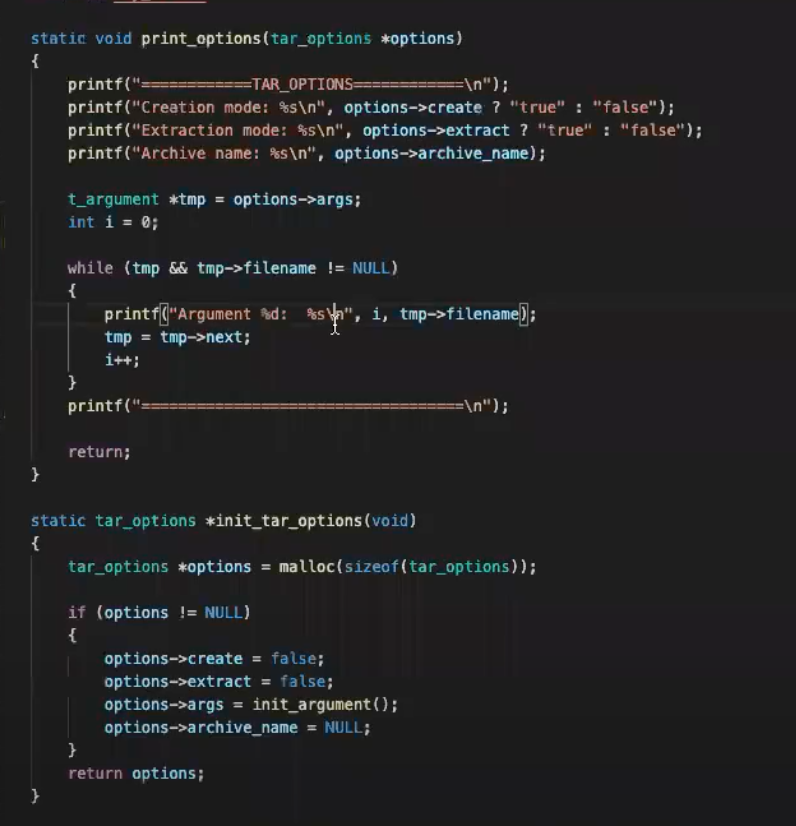 static void print_options(tar_options *options)
{
    printf("============TAR_OPTIONS============\n");
    printf("Creation mode: %s\n", options->create ? "true" : "false");
    printf("Extraction mode: %s\n", options->extract ? "true" : "false");
    printf("Archive name: %s\n", options->archive_name);
    t_argument *tmp = options->args;
    int i = 0;
    while (tmp && tmp->filename != NULL)
    {
        printf("Argument %d:  %s\n", i, tmp->filename);
        tmp = tmp->next;
        i++;
    }
    printf("===================================\n");
    return;
}
static tar_options *init_tar_options(void)
{
    tar_options *options = malloc(sizeof(tar_options));
    if (options != NULL)
    {
        options->create = false;
        options->extract = false;
        options->args = init_argument();
        options->archive_name = NULL;
    }
    return options;
}